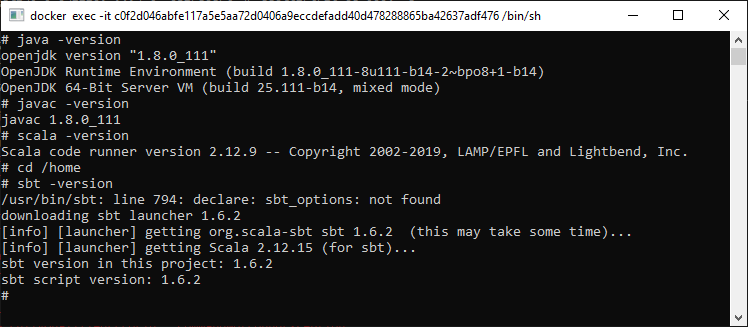 docker exec -it c0f2d046abfe117a5e5aa72d0406a9eccdefadd40d478288865ba42637adf476 /bin/sh
# java -version
openjdk version "1.8.0_111"
OpenJDK Runtime Environment (build 1.8.0_111-8u111-b14-2~bpo8+1-b14)
OpenJDK 64-Bit Server VM (build 25.111-b14, mixed mode)
# javac -version
javac 1.8.0_111
# scala -version
Scala code runner version 2.12.9 -- Copyright 2002-2019, LAMP/EPFL and Lightbend, Inc.
# cd /home
# sbt -version
/usr/bin/sbt: line 794: declare: sbt_options: not found
downloading sbt launcher 1.6.2
[info] [launcher] getting org.scala-sbt sbt 1.6.2  (this may take some time)...
[info] [launcher] getting Scala 2.12.15 (for sbt)...
sbt version in this project: 1.6.2
sbt script version: 1.6.2
#